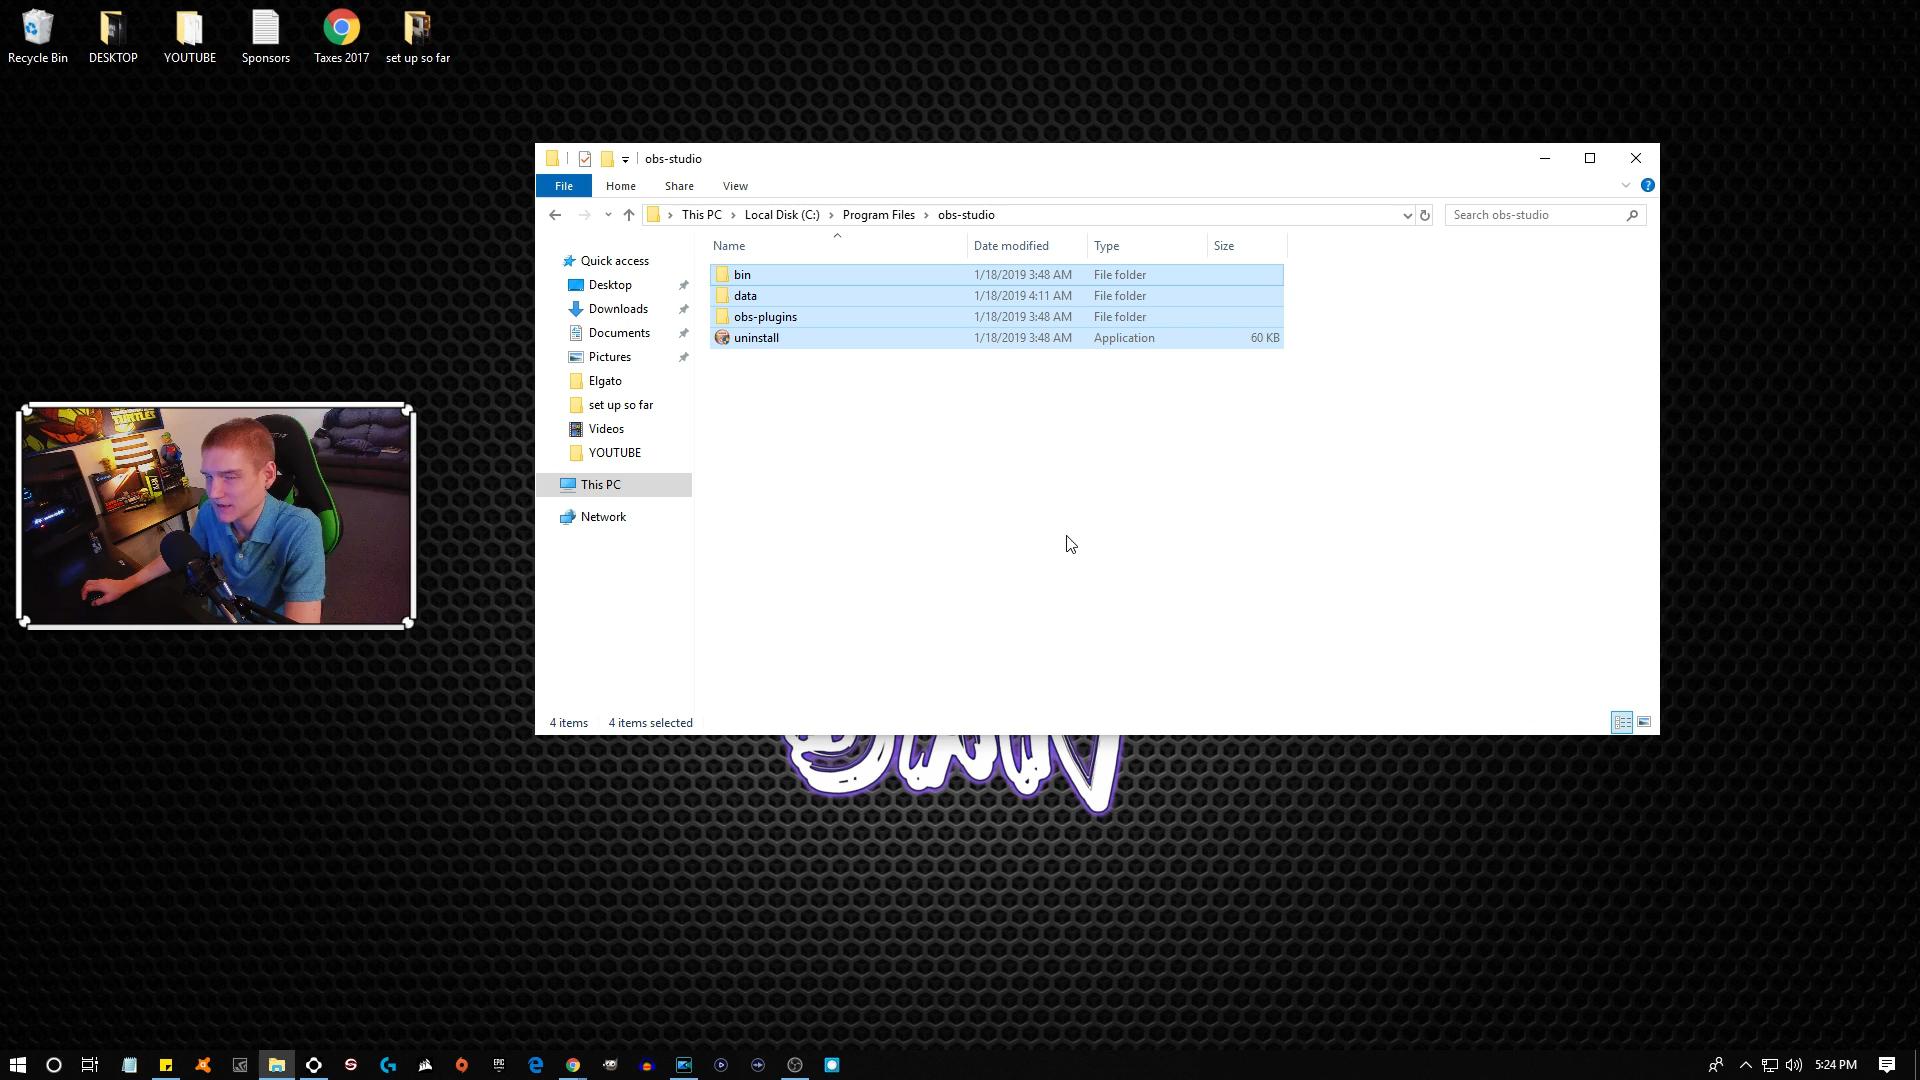 Recycle Bin
DESKTOP
YOUTUBE
Sponsors
Taxes 2017
set up so far
obs-studio
File
Home
Share
View
This PC
Local Disk (C:)
Program Files
obs-studio
Search obs-studio
Name
Date modified
Type
Size
Quick access
Desktop
Downloads
Documents
Pictures
Elgato
set up so far
Videos
YOUTUBE
This PC
Network
bin 1/18/2019 3:48 AM File folder
data 1/18/2019 4:11 AM File folder
obs-plugins 1/18/2019 3:48 AM File folder
uninstall 1/18/2019 3:48 AM Application 60 KB
4 items
4 items selected
TURTLES
EPIC
5:24 PM